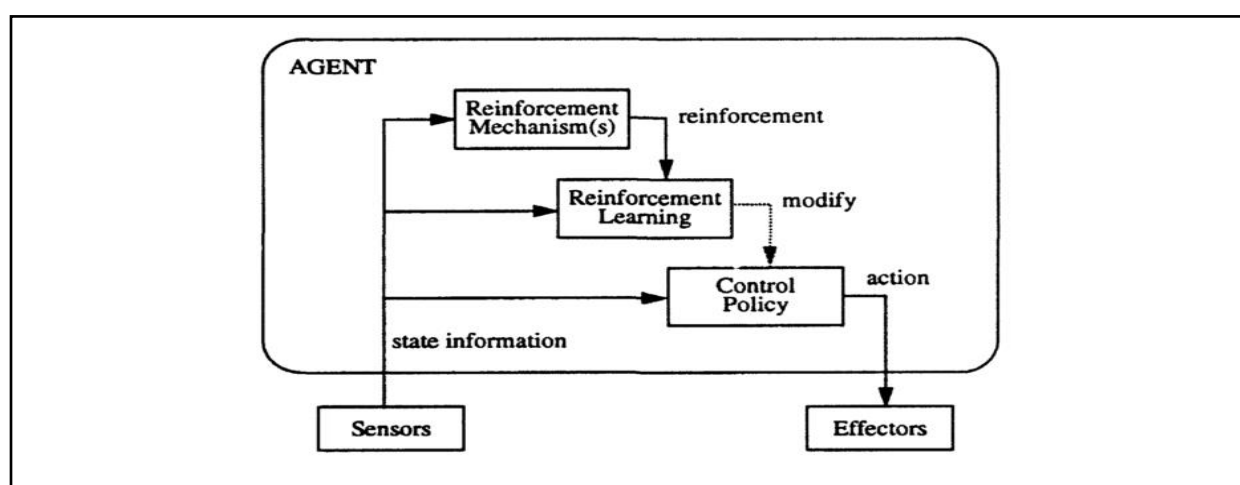 AGENT
Reinforcement
Mechanism(s)
reinforcement
Reinforcement
Learning
modify
Control
Policy
action
state information
Sensors
Effectors